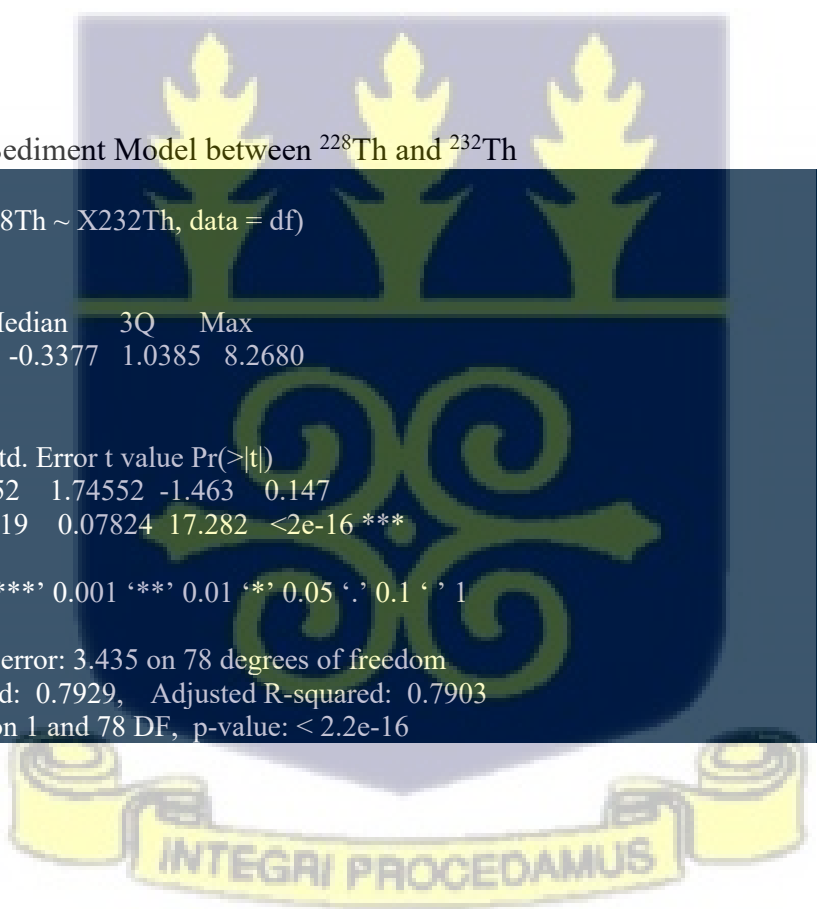 Sediment Model between ²²⁸Th and ²³²Th
8Th ~ X232Th, data = df)
Median 3Q Max
-0.3377 1.0385 8.2680
td. Error t value Pr(>|t|)
52 1.74552 -1.463 0.147
19 0.07824 17.282 <2e-16 ***
***’ 0.001 ‘**’ 0.01 ‘*’ 0.05 ‘.’ 0.1 ‘ ’ 1
error: 3.435 on 78 degrees of freedom
d: 0.7929, Adjusted R-squared: 0.7903
on 1 and 78 DF, p-value: < 2.2e-16
INTEGRI PROCEDAMUS